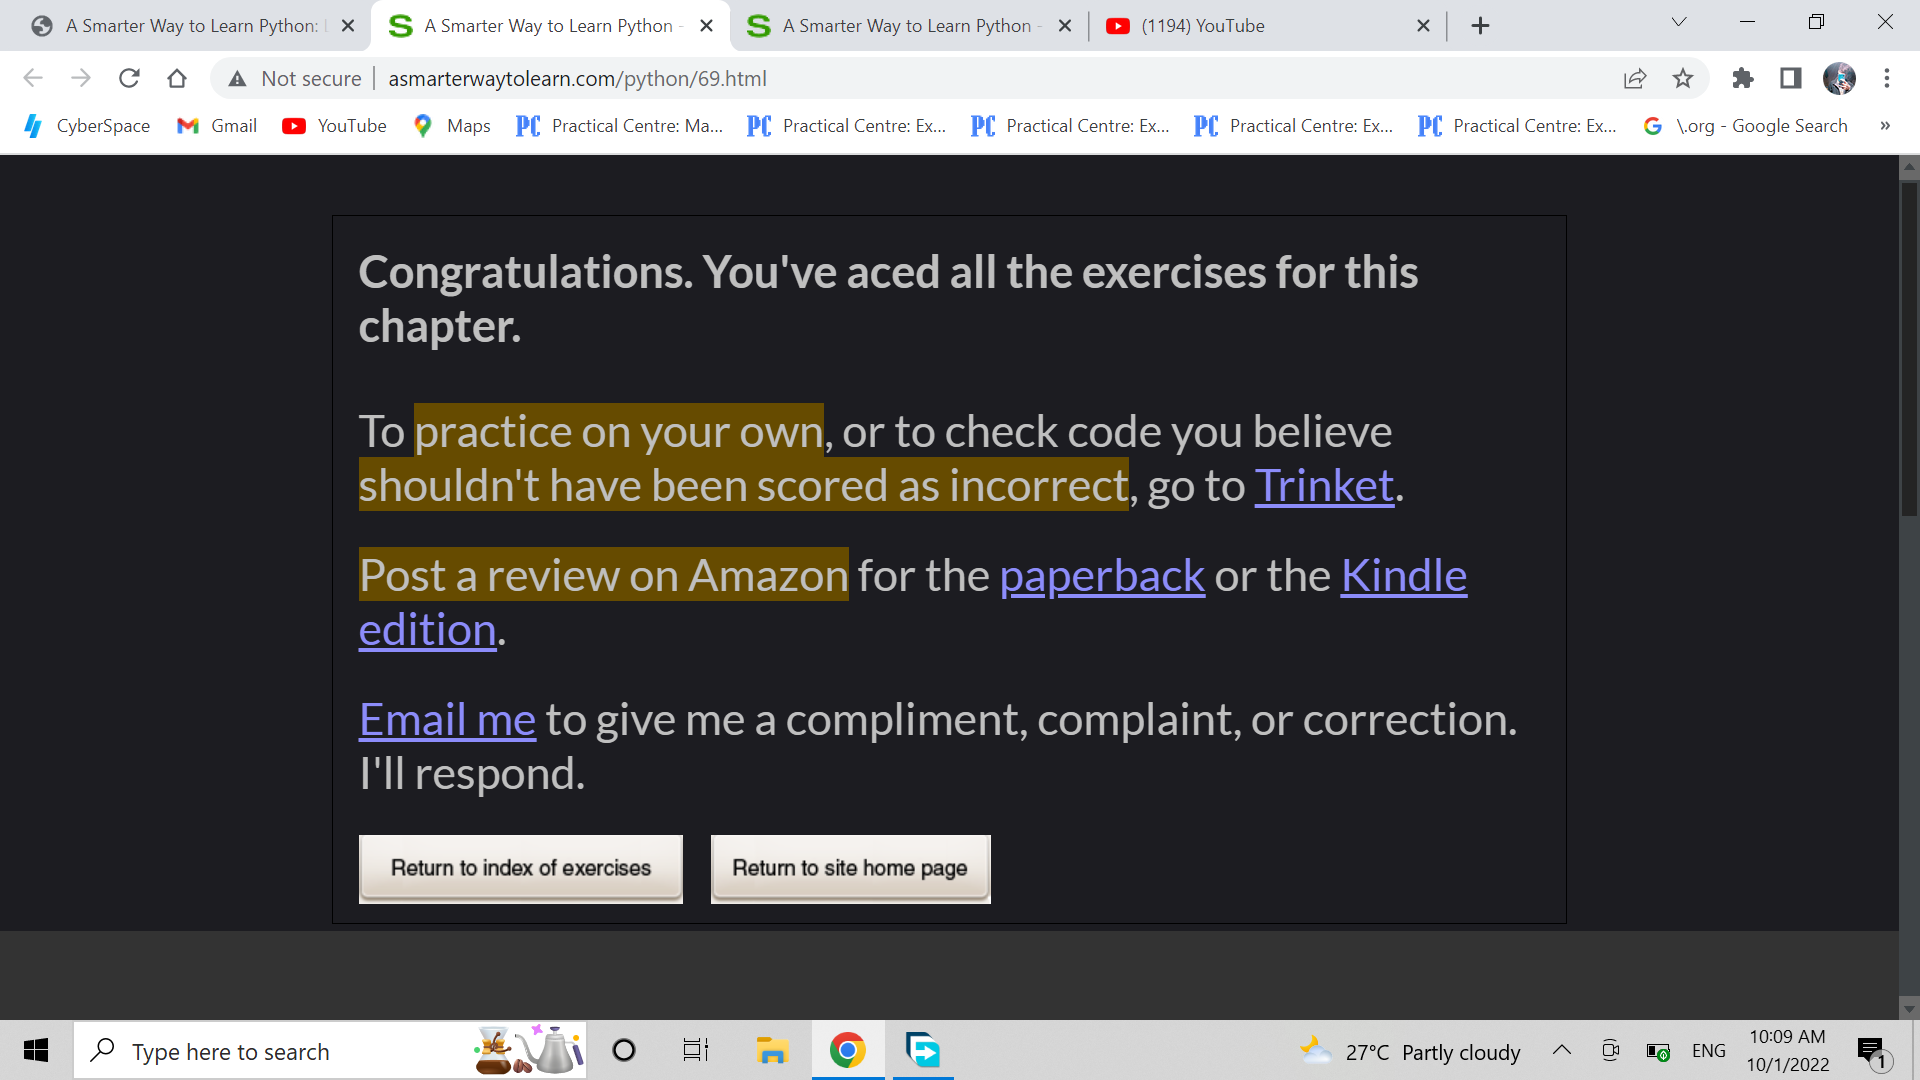 A Smarter Way to Learn Python:
A Smarter Way to Learn Python -
A Smarter Way to Learn Python -
(1194) YouTube
Not secure
asmarterwaytolearn.com/python/69.html
CyberSpace
Gmail
YouTube
Maps
PC Practical Centre: Ma...
PC Practical Centre: Ex...
PC Practical Centre: Ex...
PC Practical Centre: Ex...
PC Practical Centre: Ex...
\.org - Google Search
»
Congratulations. You've aced all the exercises for this
chapter.
To practice on your own, or to check code you believe
shouldn't have been scored as incorrect, go to Trinket.
Post a review on Amazon for the paperback or the Kindle
edition.
Email me to give me a compliment, complaint, or correction.
I'll respond.
Return to index of exercises
Return to site home page
Type here to search
27°C Partly cloudy
ENG
10:09 AM
10/1/2022
1